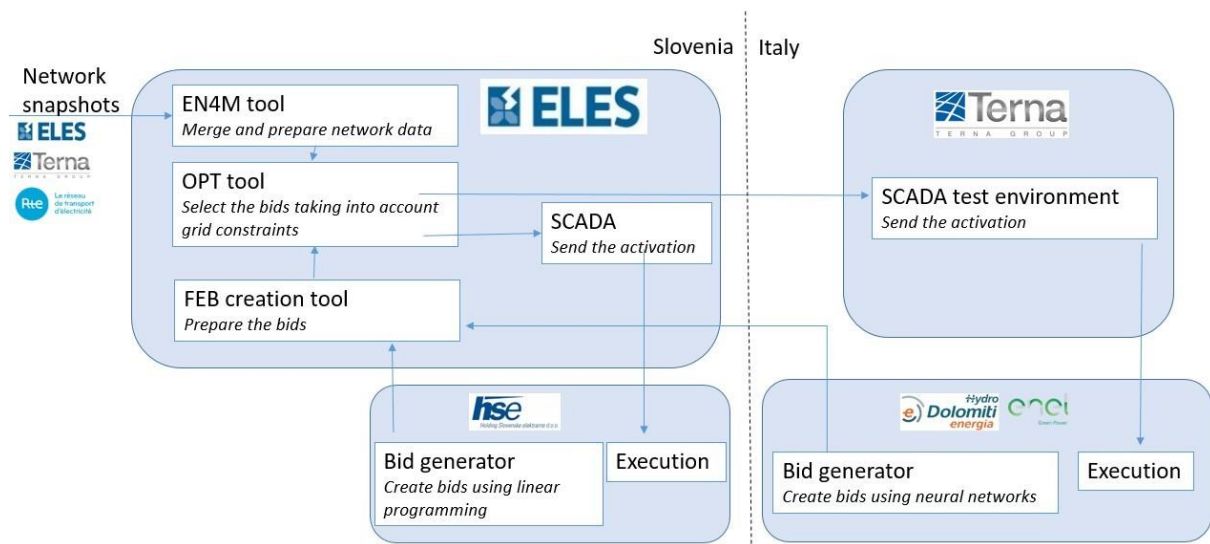 Slovenia
Italy
Network
snapshots
ELES
Terna
TERNA GROUP
Rte
Le réseau
de transport
d'électricité
EN4M tool
Merge and prepare network data
ELES
OPT tool
Select the bids taking into account
grid constraints
SCADA
Send the activation
FEB creation tool
Prepare the bids
Terna
TERNA GROUP
SCADA test environment
Send the activation
hse
Holding Slovenske elektrarne d.o.o.
Bid generator
Create bids using linear
programming
Execution
Hydro
Dolomiti
energia
enel
Green Power
Bid generator
Create bids using neural networks
Execution